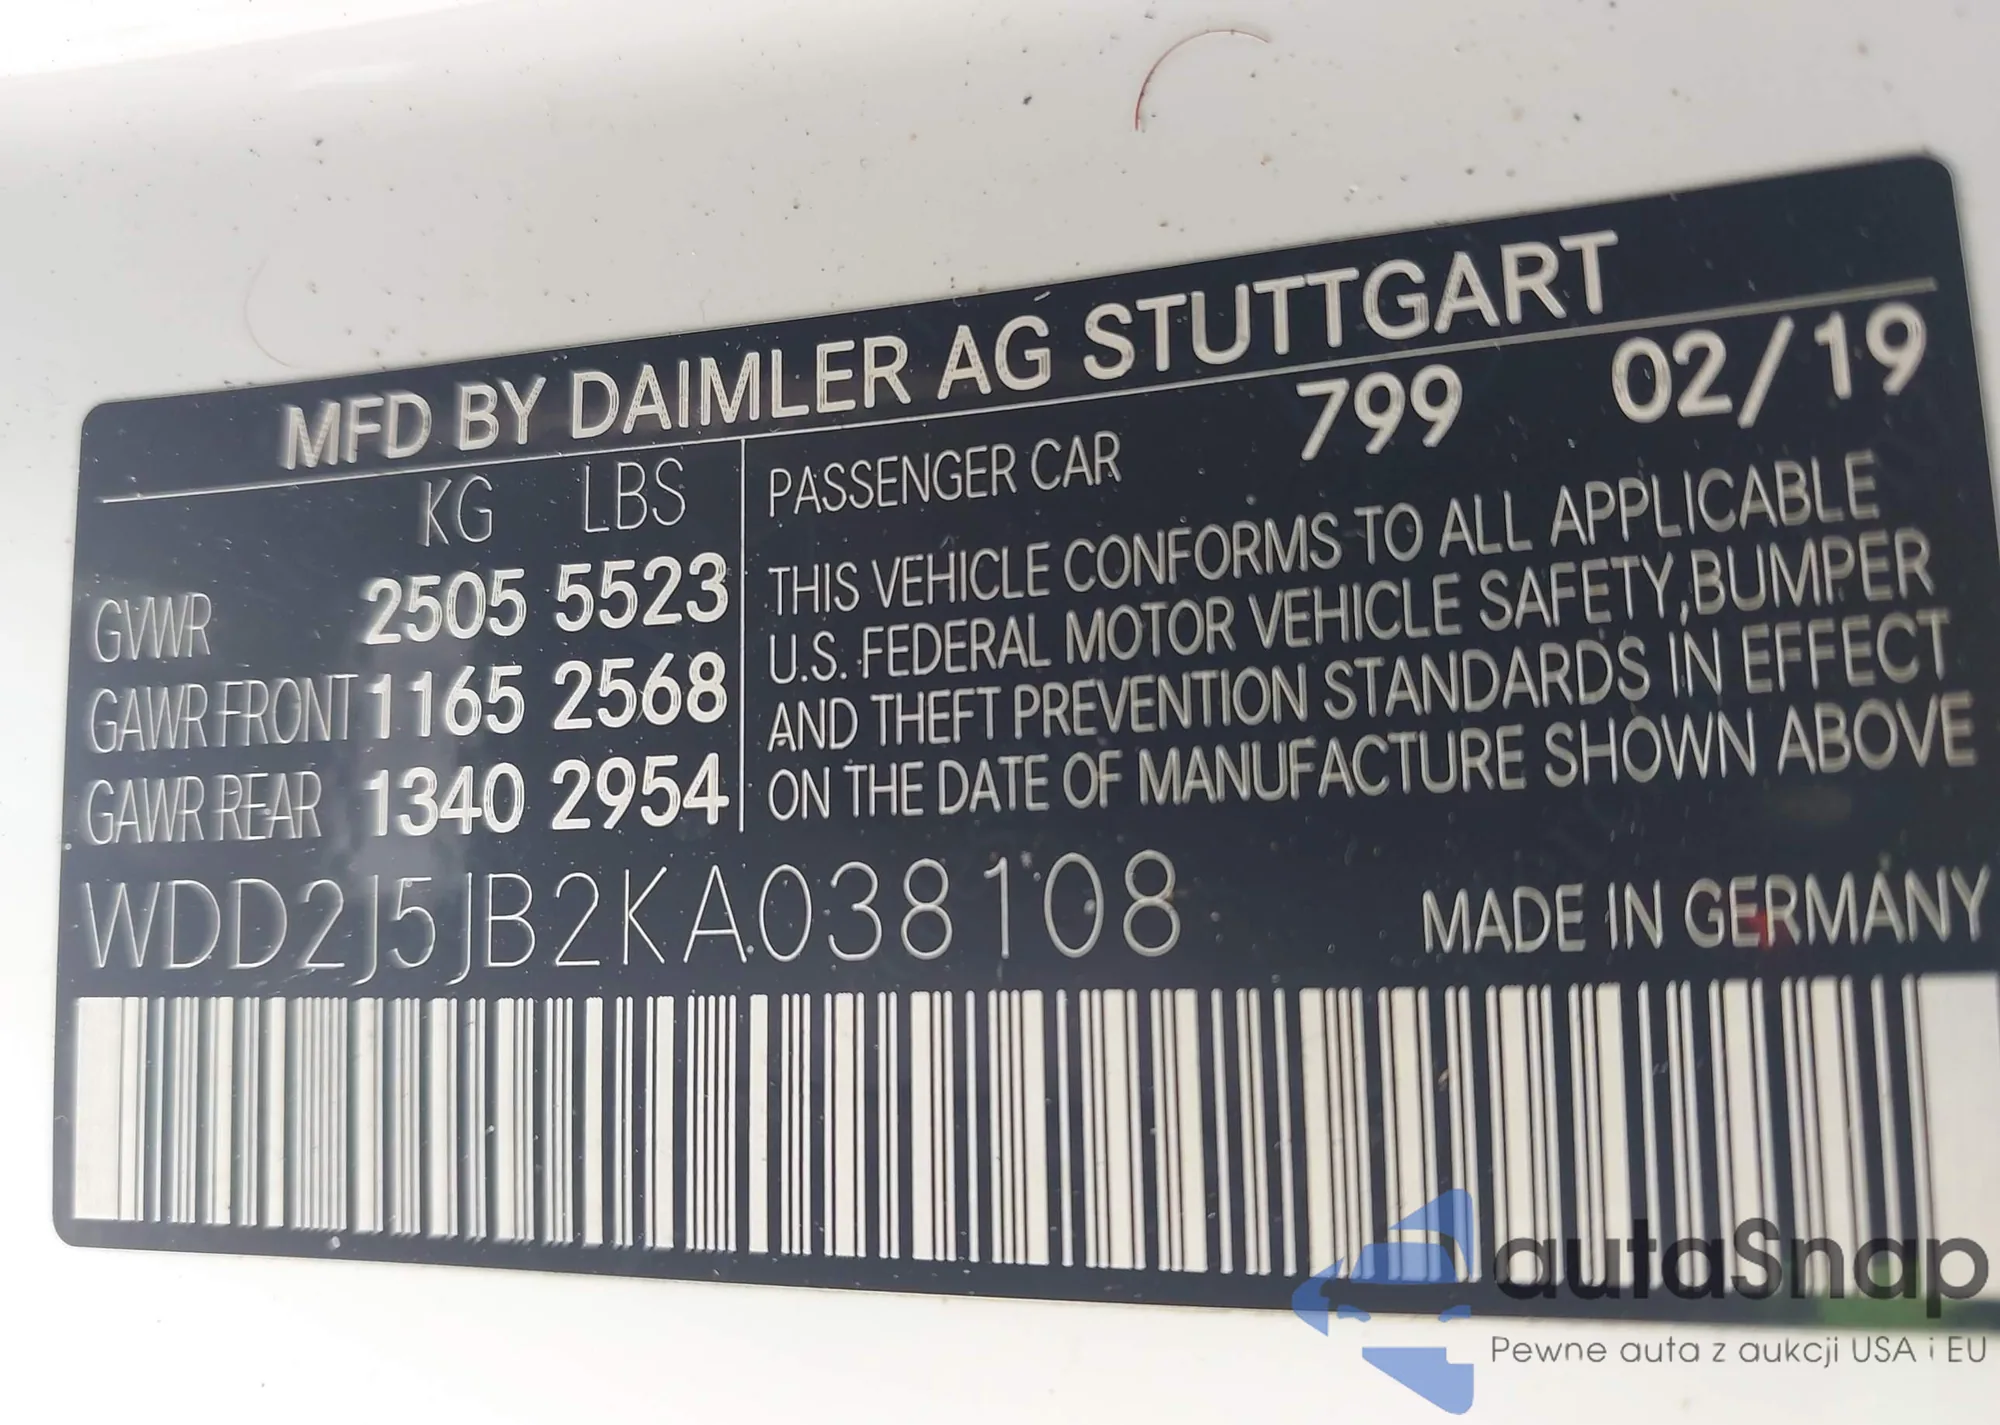 MFD BY DAIMLER AG STUTTGART
KG LBS
GVWR 2505 5523
GAWR FRONT 1165 2568
GAWR REAR 1340 2954
PASSENGER CAR 799 02/19
THIS VEHICLE CONFORMS TO ALL APPLICABLE
U.S. FEDERAL MOTOR VEHICLE SAFETY,BUMPER
AND THEFT PREVENTION STANDARDS IN EFFECT
ON THE DATE OF MANUFACTURE SHOWN ABOVE
WDD2J5JB2KA038108
MADE IN GERMANY
autaSnap
Pewne auta z aukcji USA i EU